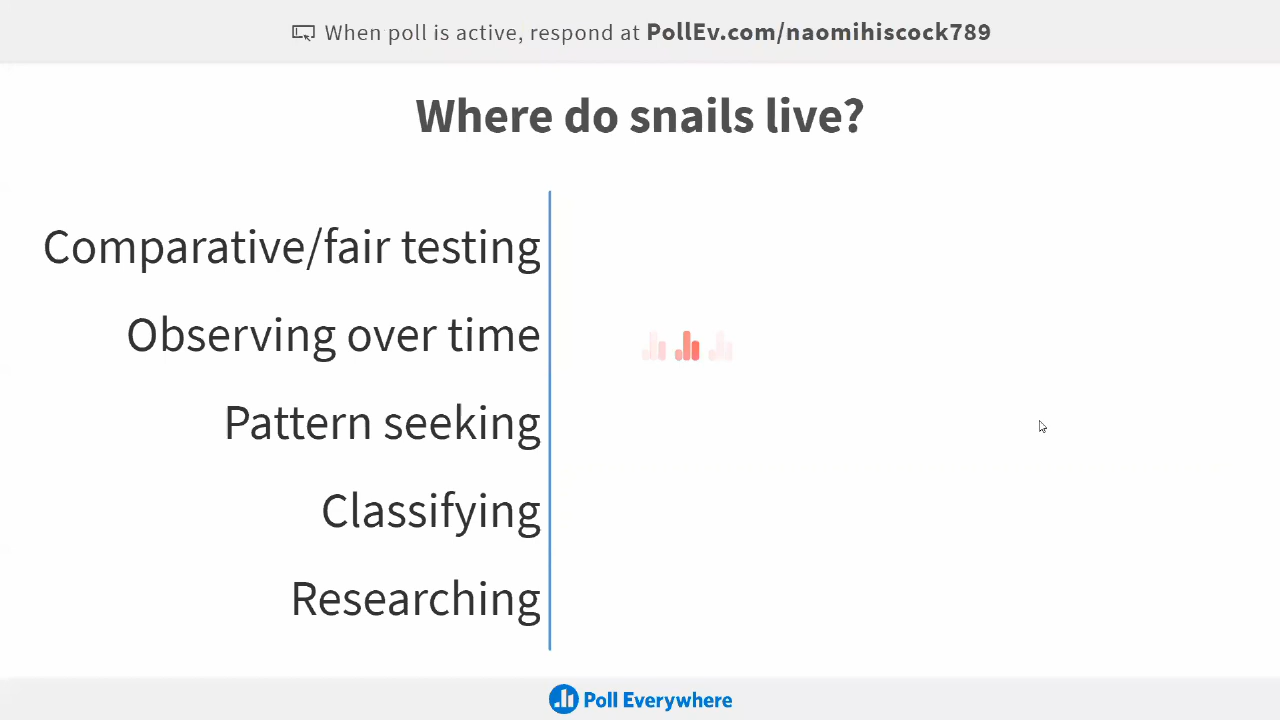 When poll is active, respond at PollEv.com/naomihiscock789
Where do snails live?
Comparative/fair testing
Observing over time
Pattern seeking
Classifying
Researching
Poll Everywhere